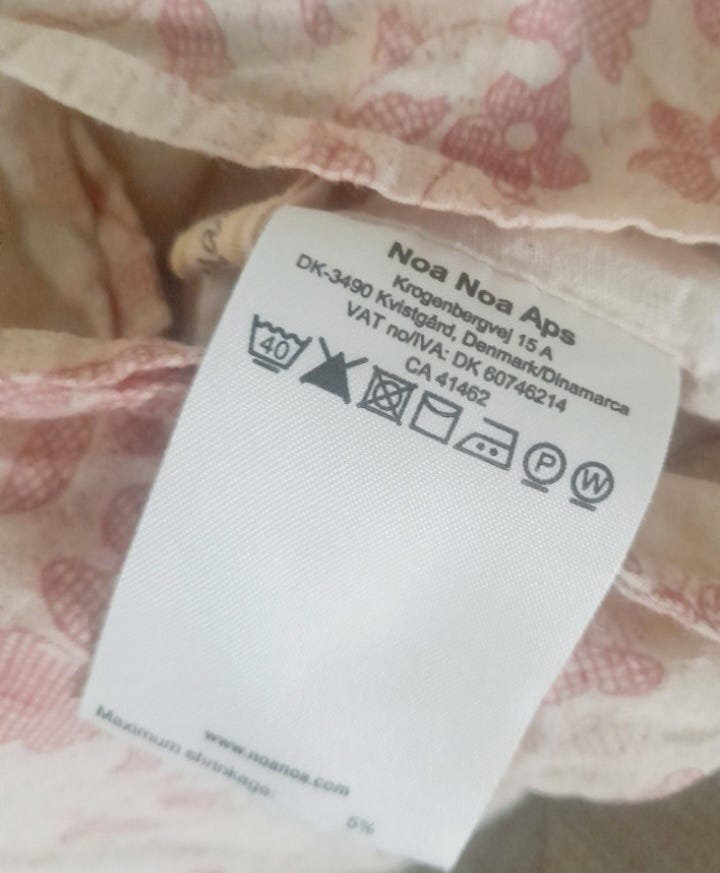 Noa Noa Aps
Krogenbergvej 15 A
DK-3490 Kvistgård, Denmark/Dinamarca
VAT no/IVA: DK 60746214
CA 41462
40 P W
www.noanoa.com
Maximum shrinkage: 5%